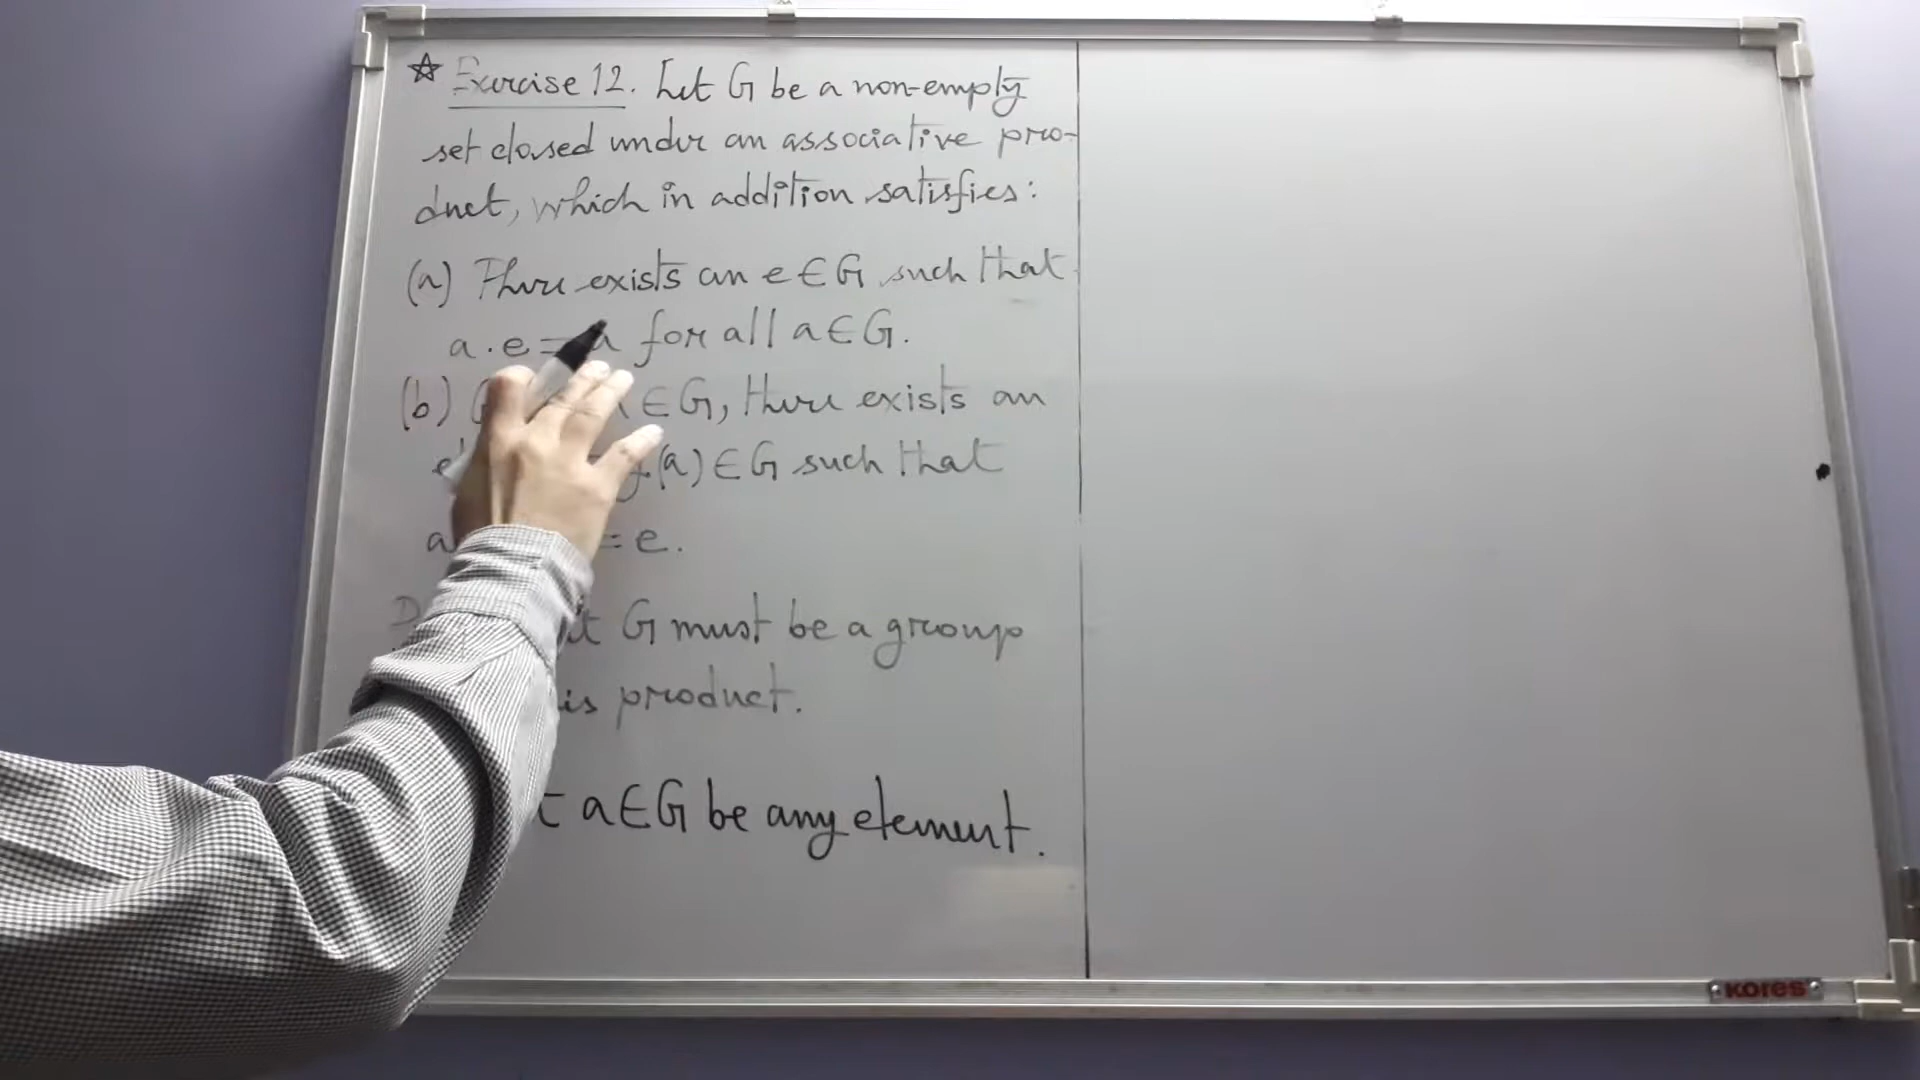 ☆ Exercise 12. Let G be a non-empty
set closed under an associative pro-
duct, which in addition satisfies:
(a) There exists an e ∈ G such that
a . e = a for all a ∈ G.
(b) ∈ G, there exists an
(a) ∈ G such that
a = e.
G must be a group
product.
a ∈ G be any element.
KORES